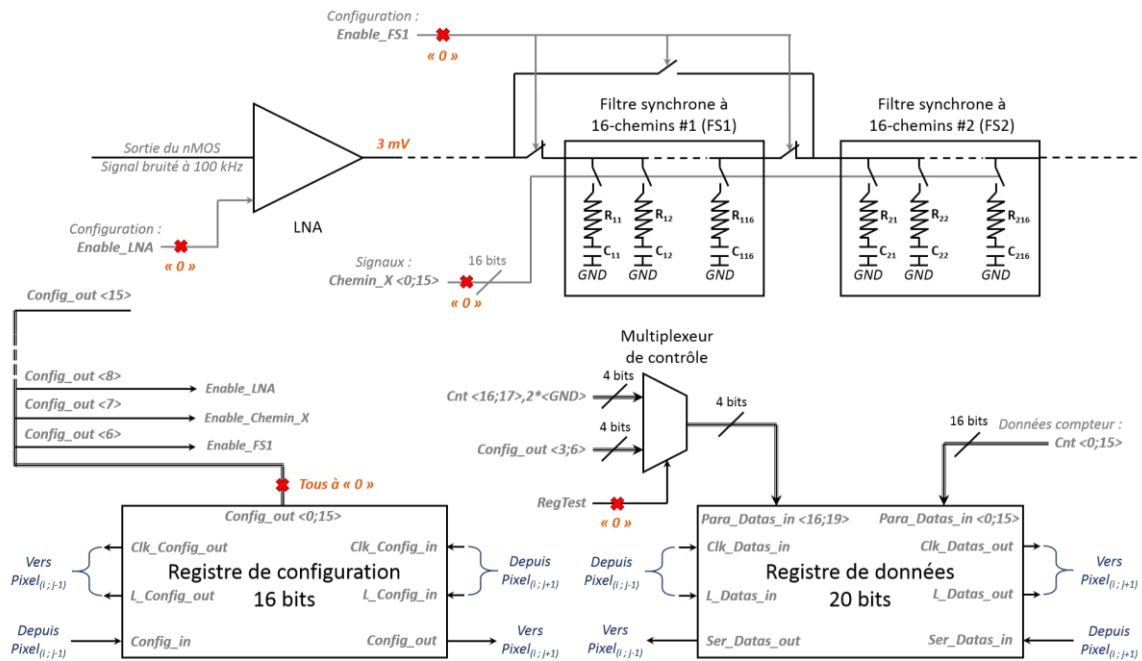 Configuration :
Enable_FS1
« 0 »
Filtre synchrone à
16-chemins #1 (FS1)
Filtre synchrone à
16-chemins #2 (FS2)
Sortie du nMOS
Signal bruité à 100 kHz
3 mV
LNA
Configuration :
Enable_LNA
« 0 »
R11
R12
R116
C11
C12
C116
GND
GND
GND
R21
R22
R216
C21
C22
C216
GND
GND
GND
Signaux :
Chemin_X <0;15>
16 bits
« 0 »
Config_out <15>
Config_out <8>
Enable_LNA
Config_out <7>
Enable_Chemin_X
Config_out <6>
Enable_FS1
Tous à « 0 »
Multiplexeur
de contrôle
4 bits
Cnt <16;17>,2*<GND>
4 bits
Config_out <3;6>
4 bits
RegTest
« 0 »
16 bits
Données compteur :
Cnt <0;15>
Config_out <0;15>
Clk_Config_out
Clk_Config_in
Registre de configuration
16 bits
L_Config_out
L_Config_in
Config_in
Config_out
Vers
Pixel(i ; j-1)
Depuis
Pixel(i ; j+1)
Depuis
Pixel(i ; j-1)
Vers
Pixel(i ; j+1)
Para_Datas_in <16;19>
Para_Datas_in <0;15>
Clk_Datas_in
Clk_Datas_out
Registre de données
20 bits
L_Datas_in
L_Datas_out
Ser_Datas_out
Ser_Datas_in
Depuis
Pixel(i ; j-1)
Vers
Pixel(i ; j+1)
Vers
Pixel(i ; j-1)
Depuis
Pixel(i ; j+1)